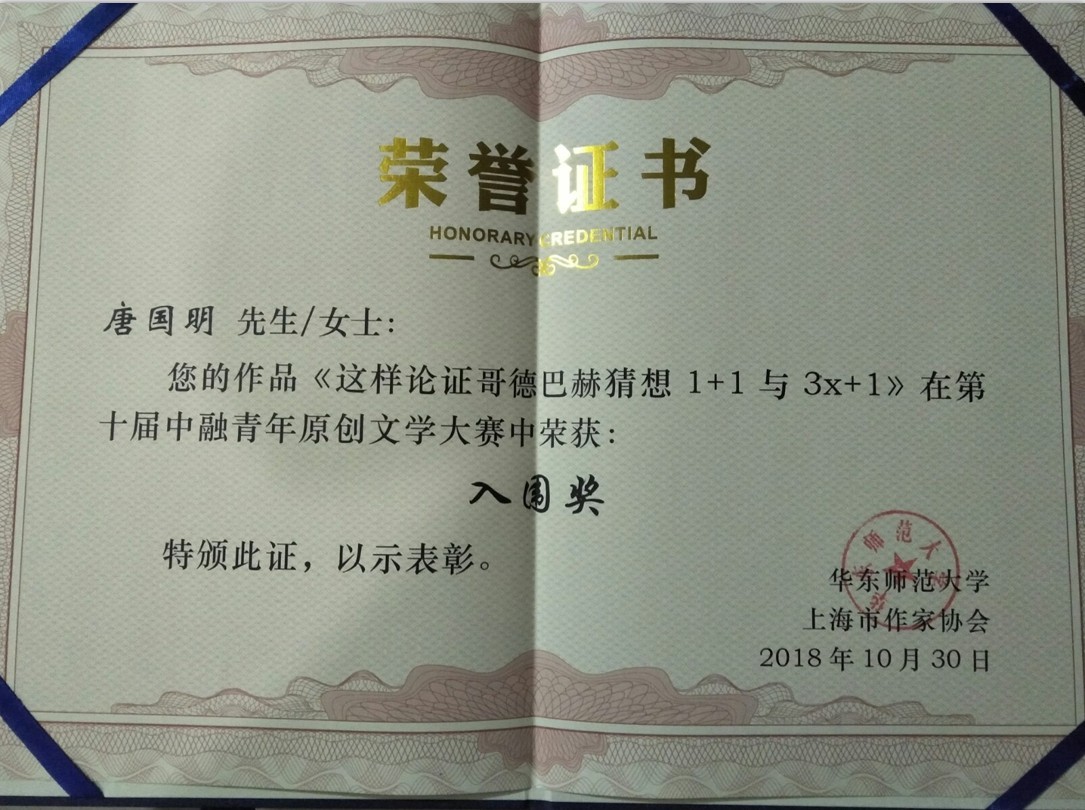 荣誉证书
HONORARY CREDENTIAL
唐国明 先生/女士：
您的作品《这样论证哥德巴赫猜想 1+1 与 3x+1》在第
十届中融青年原创文学大赛中荣获：
入围奖
特颁此证，以示表彰。
华东师范大学
上海市作家协会
2018 年 10 月 30 日